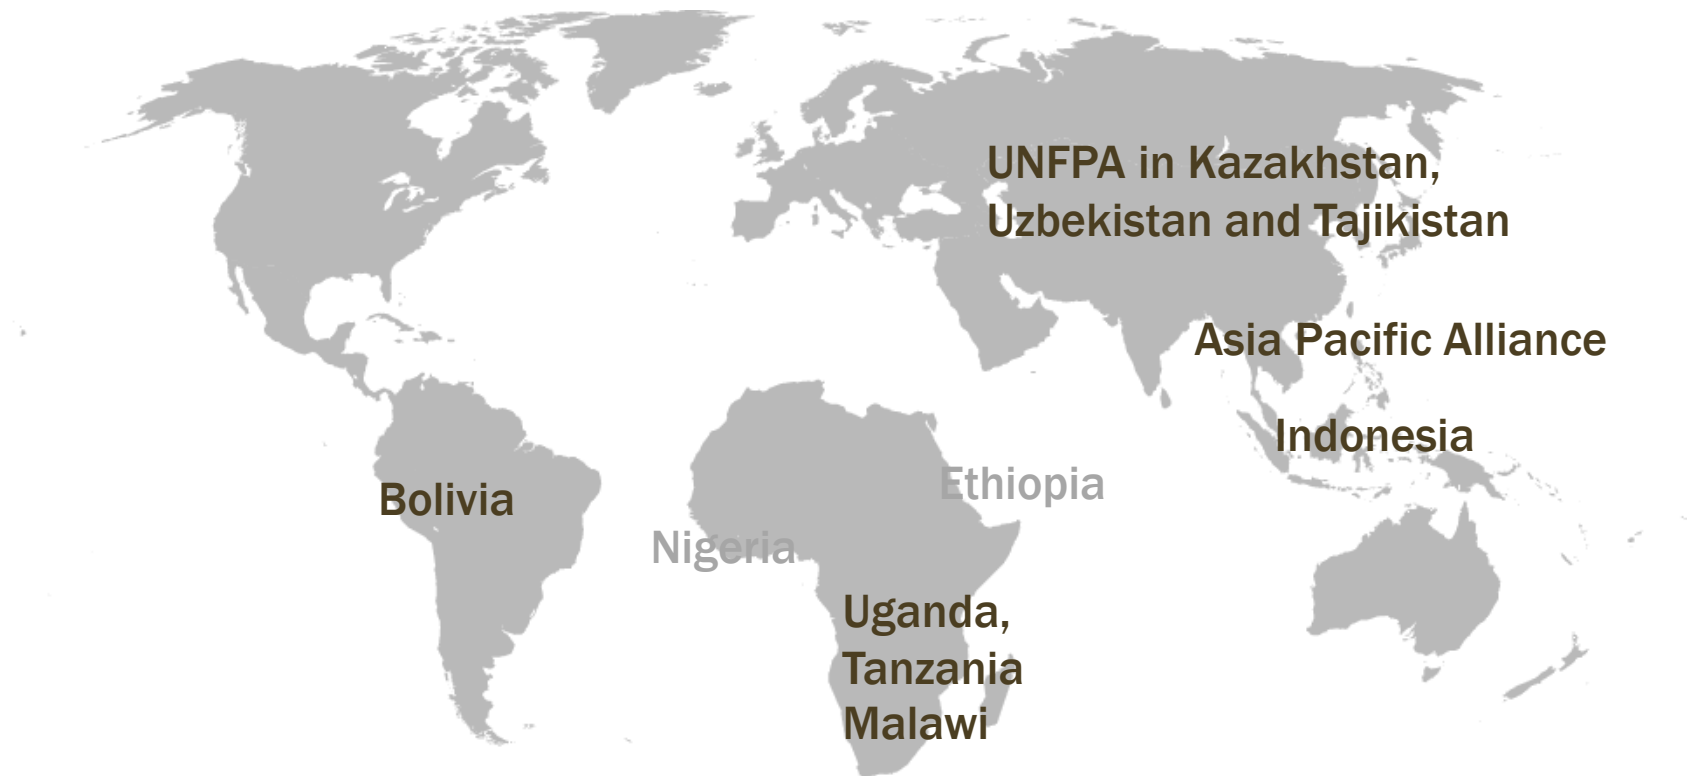 UNFPA in Kazakhstan,
Uzbekistan and Tajikistan
Asia Pacific Alliance
Indonesia
Ethiopia
Bolivia
Nigeria
Uganda,
Tanzania
Malawi